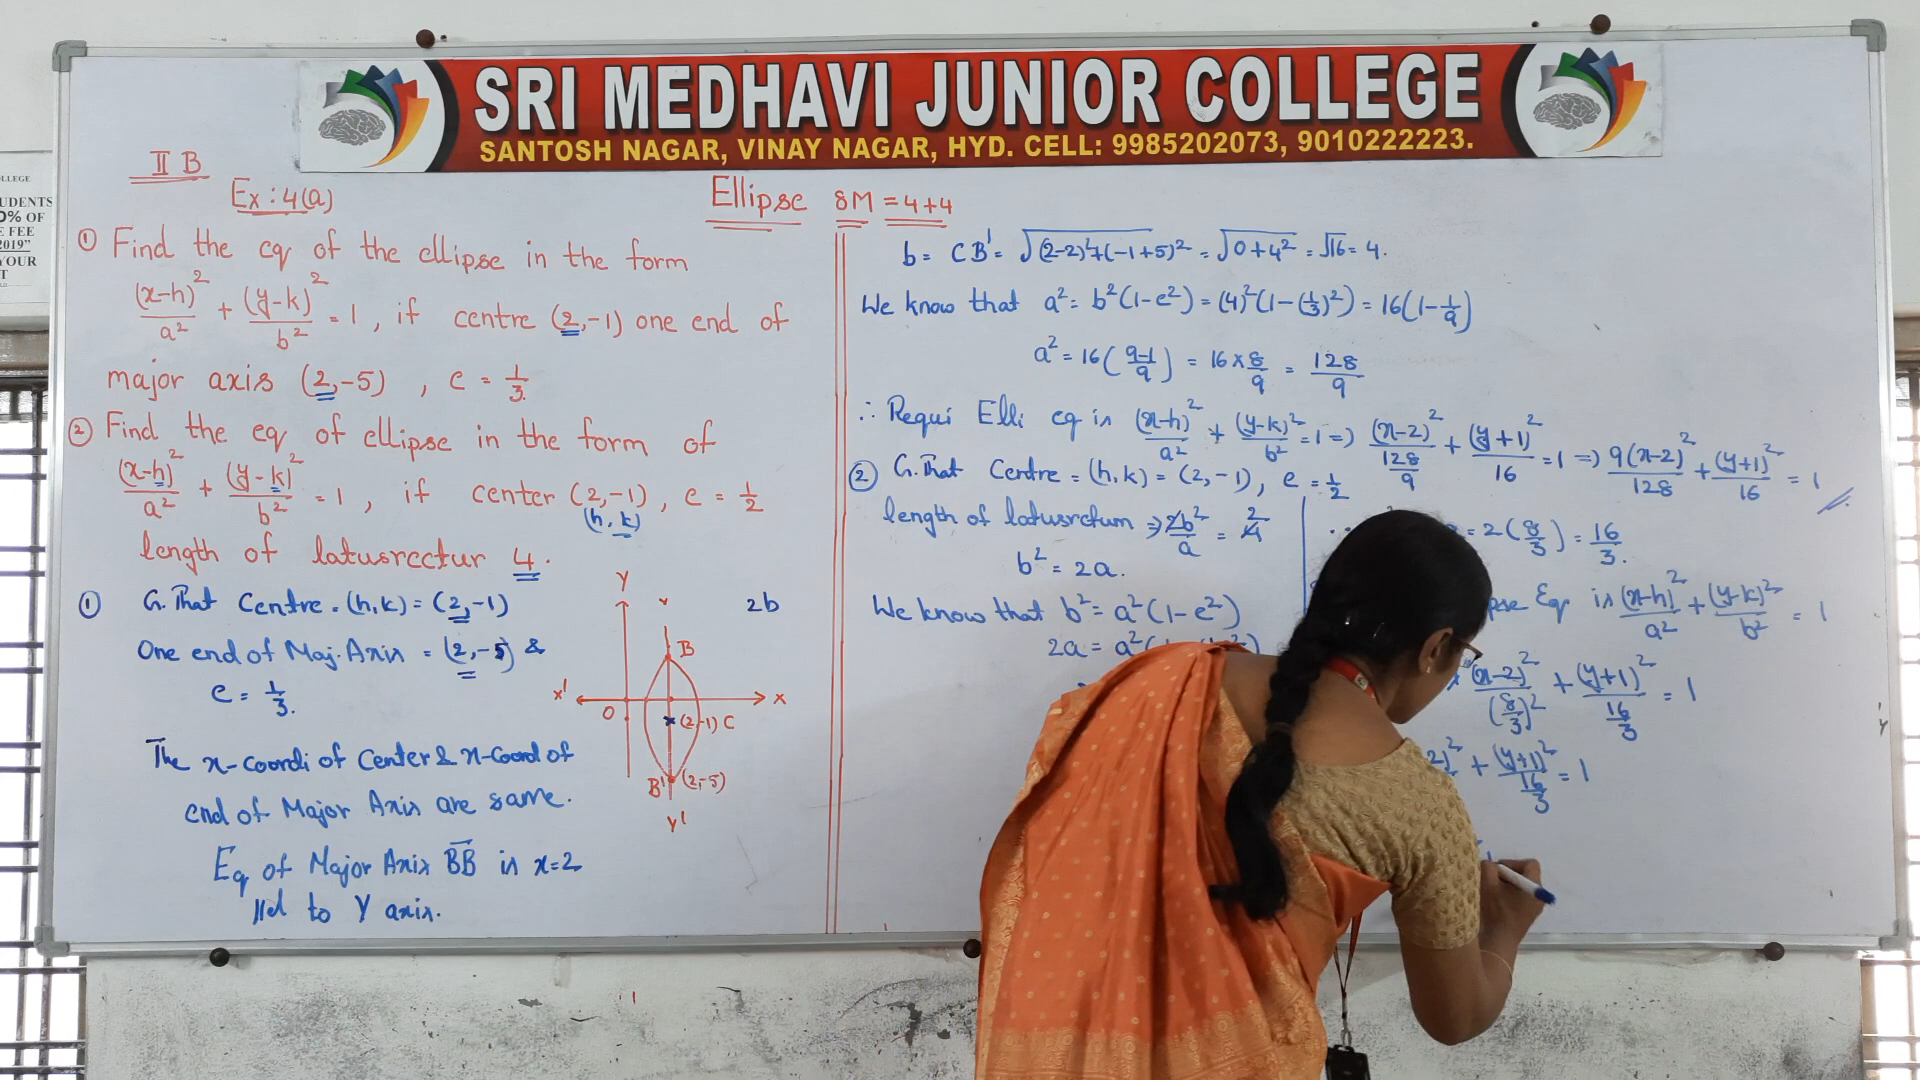 SRI MEDHAVI JUNIOR COLLEGE
SANTOSH NAGAR, VINAY NAGAR, HYD. CELL: 9985202073, 9010222223.
LLEGE
UDENTS
0% OF
E FEE
2019"
YOUR
T
II B
Ex : 4(a)
Ellipse 8M = 4+4
① Find the eq of the ellipse in the form
(x-h)²/a² + (y-k)²/b² = 1, if centre (2,-1) one end of
major axis (2,-5), e = 1/3.
② Find the eq of ellipse in the form of
(x-h)²/a² + (y-k)²/b² = 1, if center (2,-1), e = 1/2
(h, k)
length of latusrectur 4.
① G. That Centre = (h,k) = (2,-1)
One end of Maj. Axis = (2,-5) &
e = 1/3.
The x-coordi of Center & x-Coord of
end of Major Axis are same.
Eq of Major Axis BB is x=2
||el to Y axis.
2b
Y
B
x' x
O
(2,-1) C
B' (2,-5)
Y'
b = CB' = √(2-2)²+(-1+5)² = √0+4² = √16 = 4.
We know that a² = b²(1-e²) = (4)²(1-(1/3)²) = 16(1-1/9)
a² = 16(9-1/9) = 16×8/9 = 128/9
∴ Requi Elli eq is (x-h)²/a² + (y-k)²/b² = 1 => (x-2)²/128/9 + (y+1)²/16 = 1 => 9(x-2)²/128 + (y+1)²/16 = 1
② G. That Centre = (h,k) = (2,-1), e = 1/2
length of latusrctum => 2b²/a = 4 2
b² = 2a.
We know that b² = a²(1-e²)
2a = a²(
= 2(8/3) = 16/3.
pse Eq is (x-h)²/a² + (y-k)²/b² = 1
(x-2)²/(8/3)² + (y+1)²/16/3 = 1
2)² + (y+1)²/16/3 = 1